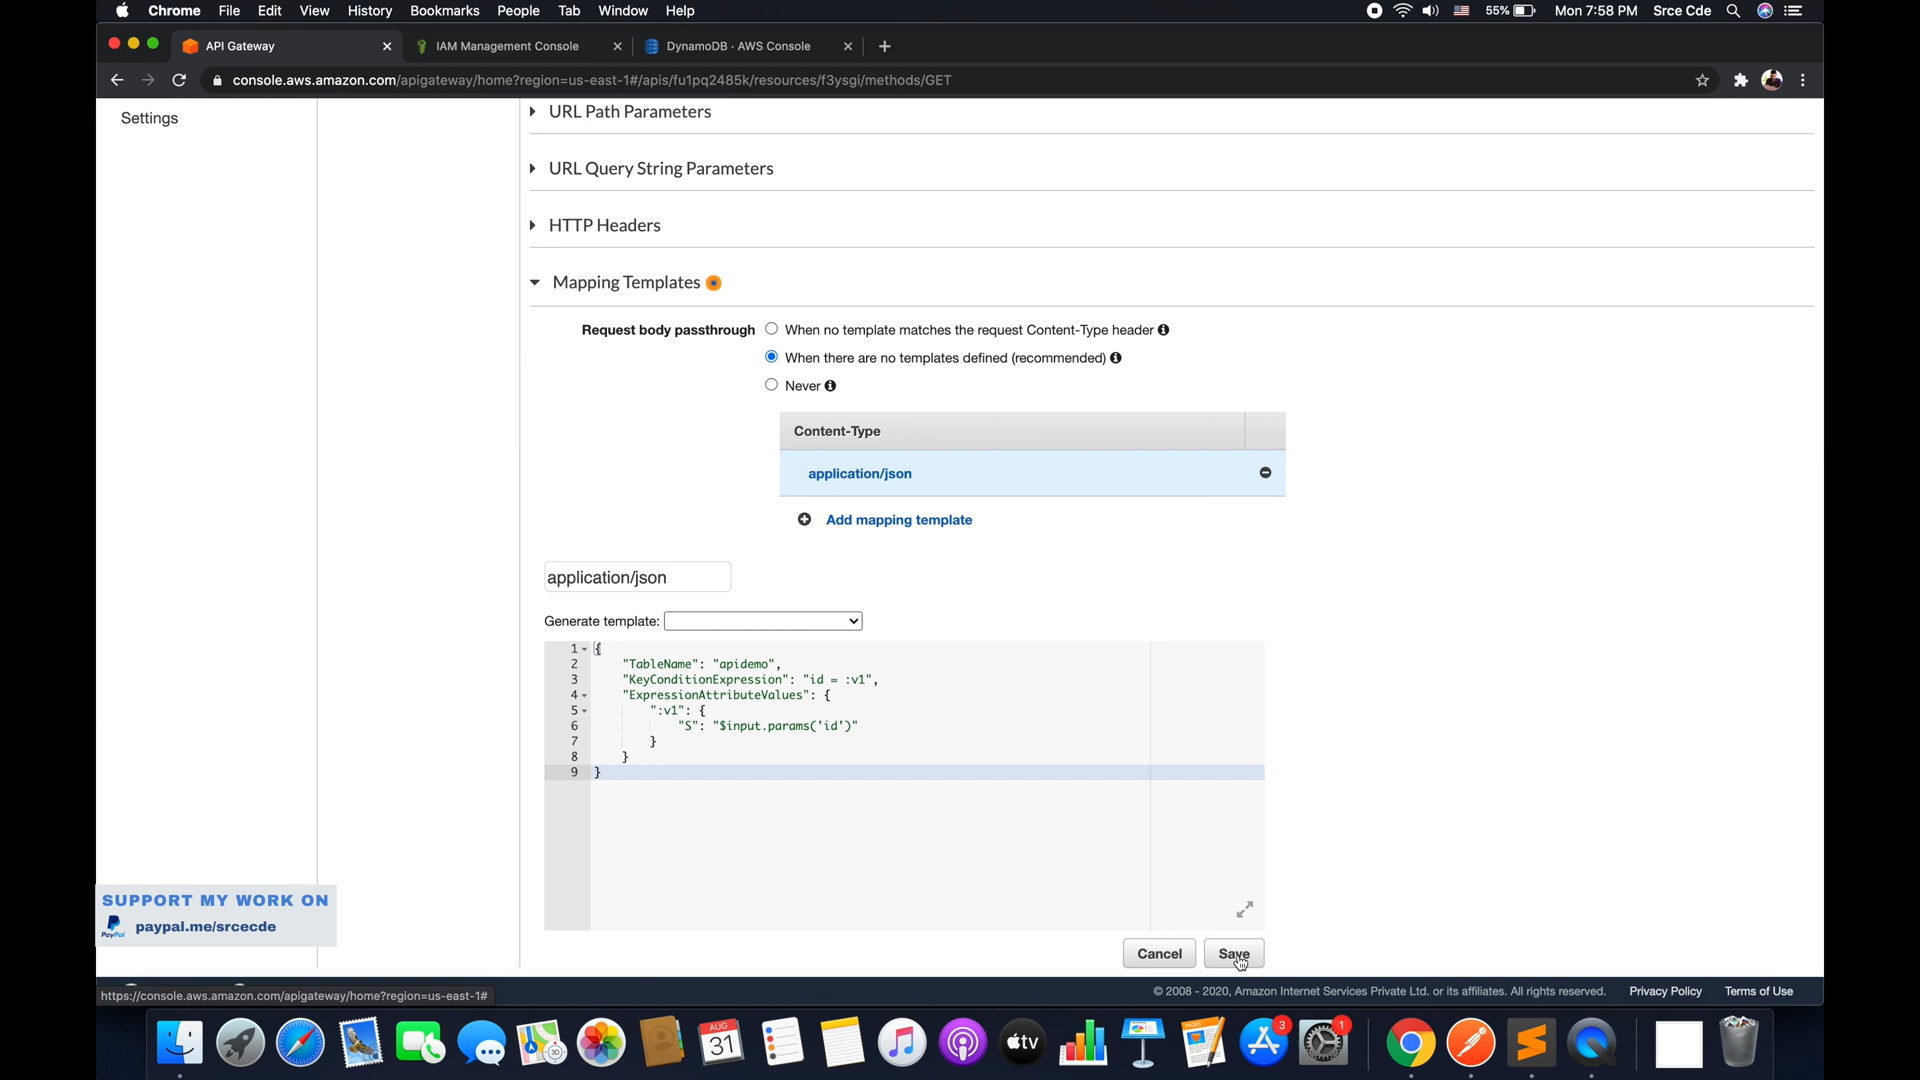 Chrome File Edit View History Bookmarks People Tab Window Help 55% Mon 7:58 PM Srce Cde
API Gateway IAM Management Console DynamoDB · AWS Console
console.aws.amazon.com/apigateway/home?region=us-east-1#/apis/fu1pq2485k/resources/f3ysgi/methods/GET
Settings
URL Path Parameters
URL Query String Parameters
HTTP Headers
Mapping Templates
Request body passthrough When no template matches the request Content-Type header
When there are no templates defined (recommended)
Never
Content-Type
application/json
Add mapping template
application/json
Generate template:
1 {
2 "TableName": "apidemo",
3 "KeyConditionExpression": "id = :v1",
4 "ExpressionAttributeValues": {
5 ":v1": {
6 "S": "$input.params('id')"
7 }
8 }
9 }
SUPPORT MY WORK ON
PayPal paypal.me/srcecde
Cancel Save
https://console.aws.amazon.com/apigateway/home?region=us-east-1#
© 2008 - 2020, Amazon Internet Services Private Ltd. or its affiliates. All rights reserved. Privacy Policy Terms of Use
AUG
31
tv
3
1